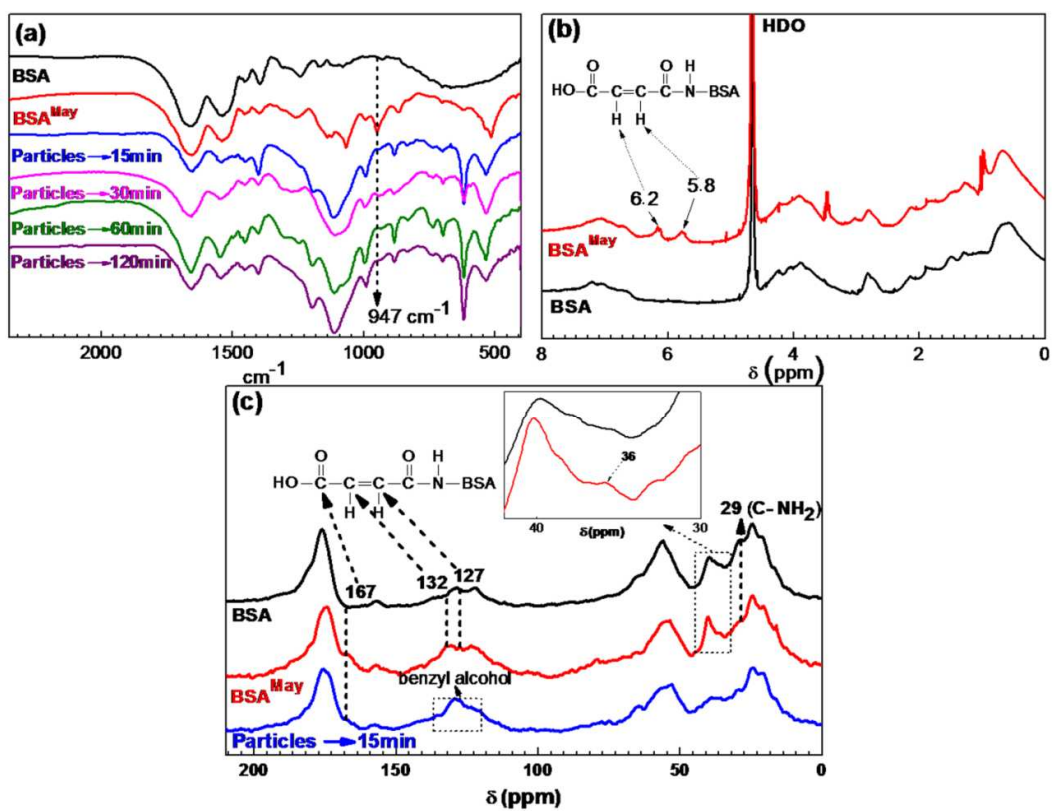 (a)
BSA
BSA^May
Particles→15min
Particles→30min
Particles→60min
Particles→120min
947 cm⁻¹
2000 1500 1000 500
cm⁻¹
(b)
HDO
O O H
HO—C—C=C—C—N—BSA
H H
6.2 5.8
BSA^May
BSA
8 6 4 2 0
δ (ppm)
(c)
O O H
HO—C—C=C—C—N—BSA
H H
36
40 30
δ(ppm)
29 (C-NH₂)
167 132 127
BSA
BSA^May
benzyl alcohol
Particles →15min
200 150 100 50 0
δ (ppm)